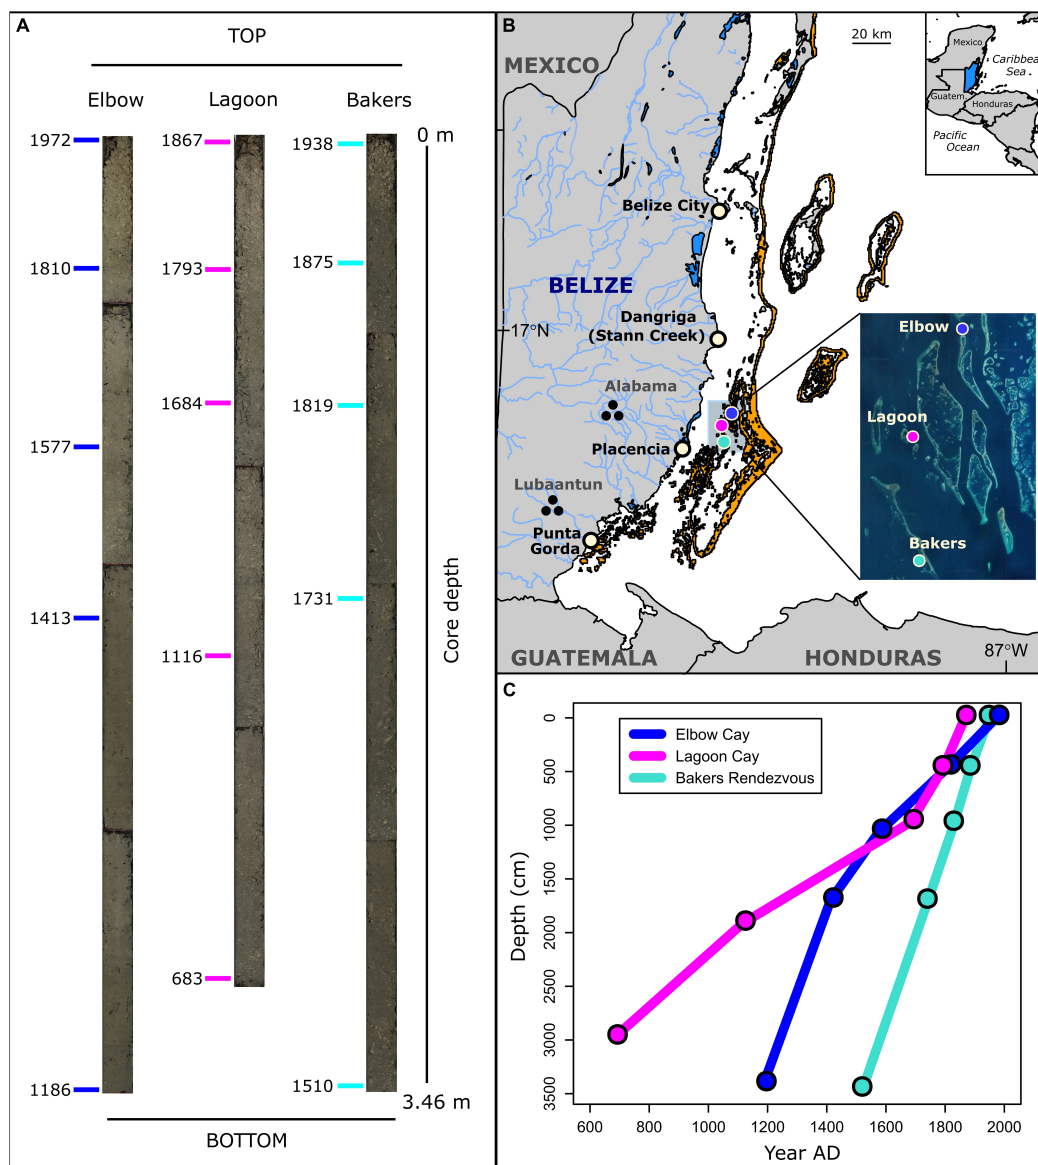 A
TOP
Elbow
Lagoon
Bakers
1972
1810
1577
1413
1186
1867
1793
1684
1116
683
1938
1875
1819
1731
1510
0 m
Core depth
3.46 m
BOTTOM
B
MEXICO
20 km
Mexico
Caribbea
Sea
Guatem.
Honduras
Pacific
Ocean
Belize City
BELIZE
17°N
Dangriga
(Stann Creek)
Alabama
Placencia
Lubaantun
Punta
Gorda
Elbow
Lagoon
Bakers
GUATEMALA
HONDURAS
87°W
C
Elbow Cay
Lagoon Cay
Bakers Rendezvous
Depth (cm)
0
500
1000
1500
2000
2500
3000
3500
600
800
1000
1200
1400
1600
1800
2000
Year AD